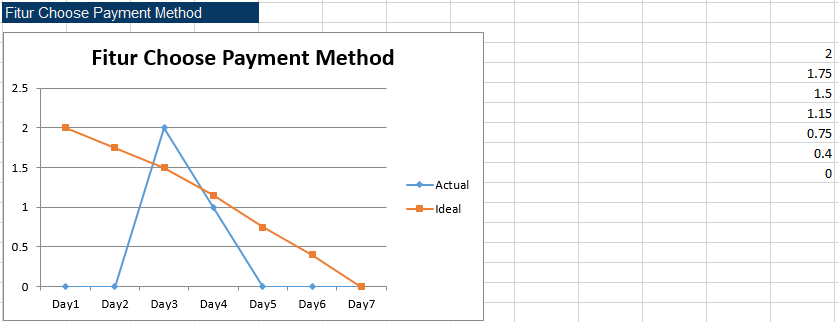 Fitur Choose Payment Method
Fitur Choose Payment Method
2.5
2
1.5
1
0.5
0
Day1 Day2 Day3 Day4 Day5 Day6 Day7
Actual
Ideal
2
1.75
1.5
1.15
0.75
0.4
0